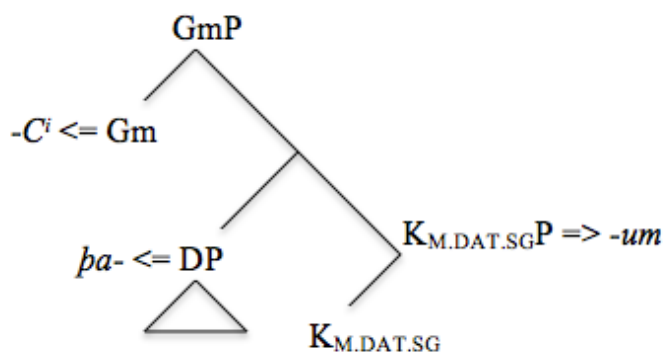 GmP
-Cⁱ <= Gm
þa- <= DP
K_M.DAT.SG P => -um
K_M.DAT.SG